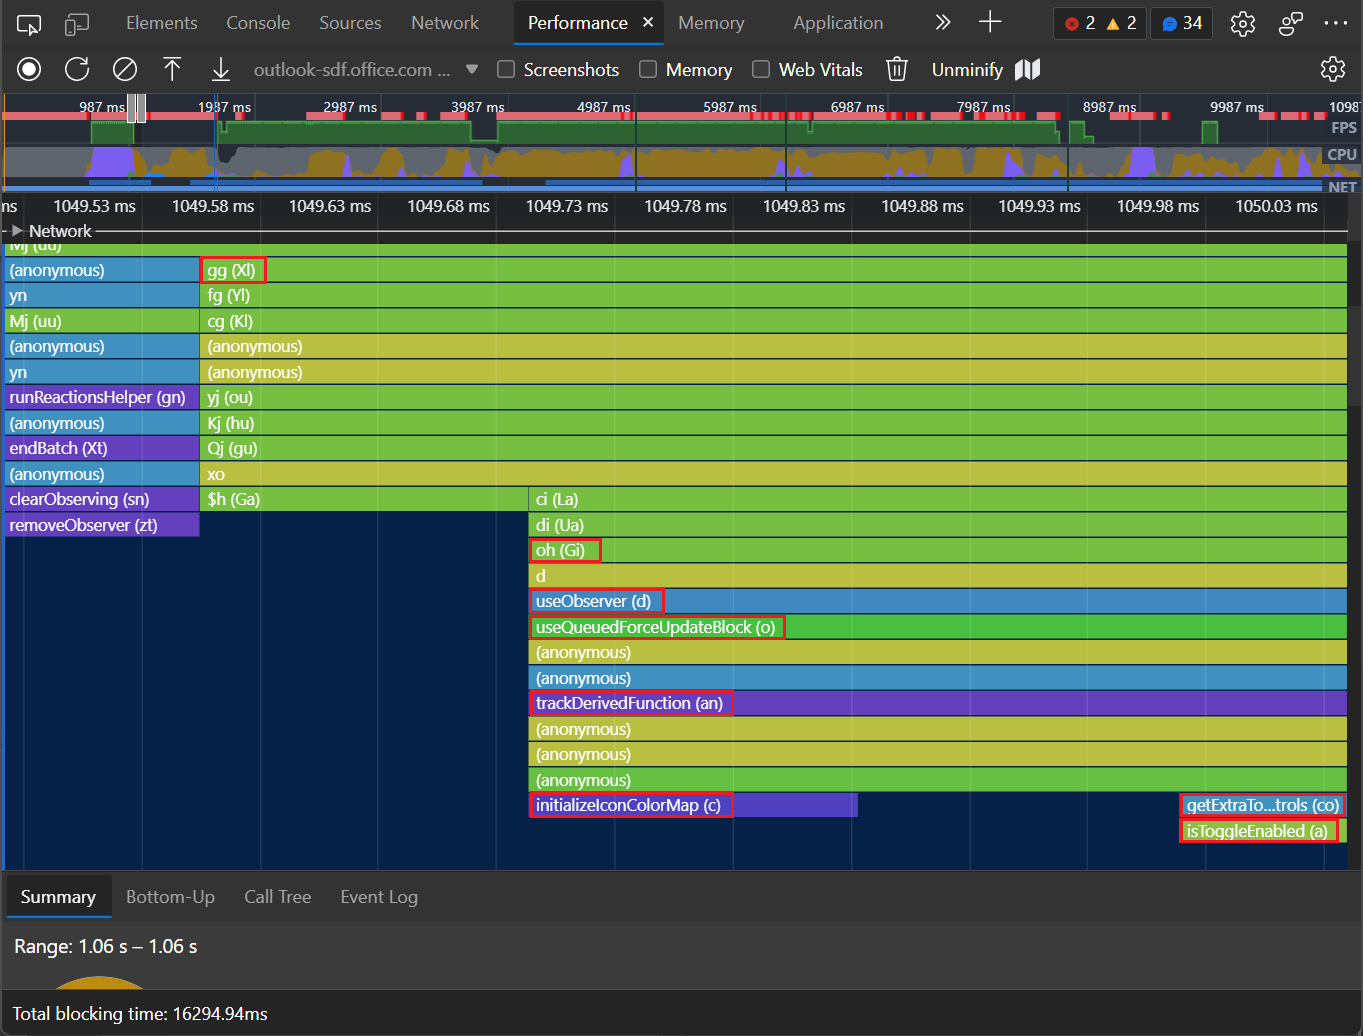 Elements Console Sources Network Performance × Memory Application 2 2 34
outlook-sdf.office.com ... Screenshots Memory Web Vitals Unminify
987 ms 1987 ms 2987 ms 3987 ms 4987 ms 5987 ms 6987 ms 7987 ms 8987 ms 9987 ms 1098
FPS
CPU
NET
ms 1049.53 ms 1049.58 ms 1049.63 ms 1049.68 ms 1049.73 ms 1049.78 ms 1049.83 ms 1049.88 ms 1049.93 ms 1049.98 ms 1050.03 ms
Network
Mj (uu)
(anonymous) gg (Xl)
yn fg (Yl)
Mj (uu) cg (Kl)
(anonymous) (anonymous)
yn (anonymous)
runReactionsHelper (gn) yj (ou)
(anonymous) Kj (hu)
endBatch (Xt) Qj (gu)
(anonymous) xo
clearObserving (sn) $h (Ga) ci (La)
removeObserver (zt) di (Ua)
oh (Gi)
d
useObserver (d)
useQueuedForceUpdateBlock (o)
(anonymous)
(anonymous)
trackDerivedFunction (an)
(anonymous)
(anonymous)
(anonymous)
initializeIconColorMap (c) getExtraTo...trols (co)
isToggleEnabled (a)
Summary Bottom-Up Call Tree Event Log
Range: 1.06 s – 1.06 s
Total blocking time: 16294.94ms